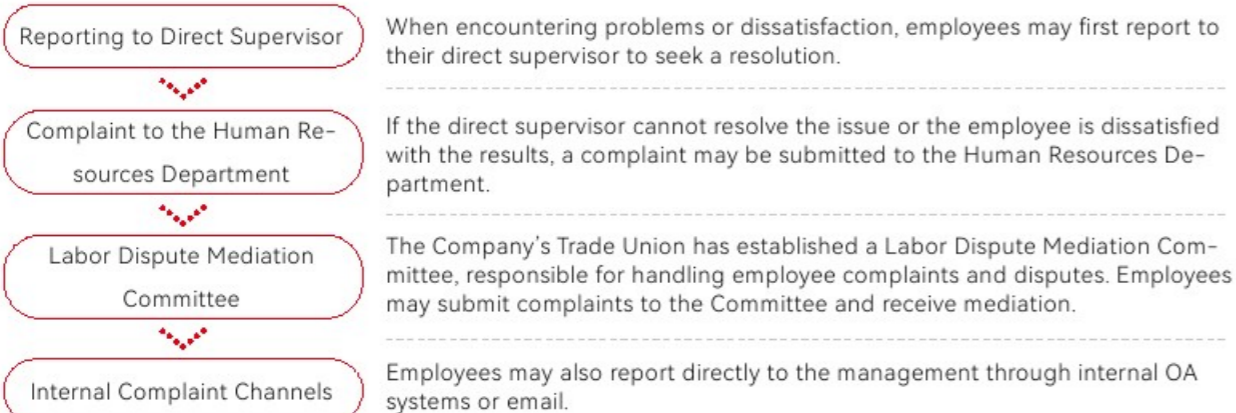 Reporting to Direct Supervisor
When encountering problems or dissatisfaction, employees may first report to
their direct supervisor to seek a resolution.
Complaint to the Human Re-
sources Department
If the direct supervisor cannot resolve the issue or the employee is dissatisfied
with the results, a complaint may be submitted to the Human Resources De-
partment.
Labor Dispute Mediation
Committee
The Company's Trade Union has established a Labor Dispute Mediation Com-
mittee, responsible for handling employee complaints and disputes. Employees
may submit complaints to the Committee and receive mediation.
Internal Complaint Channels
Employees may also report directly to the management through internal OA
systems or email.